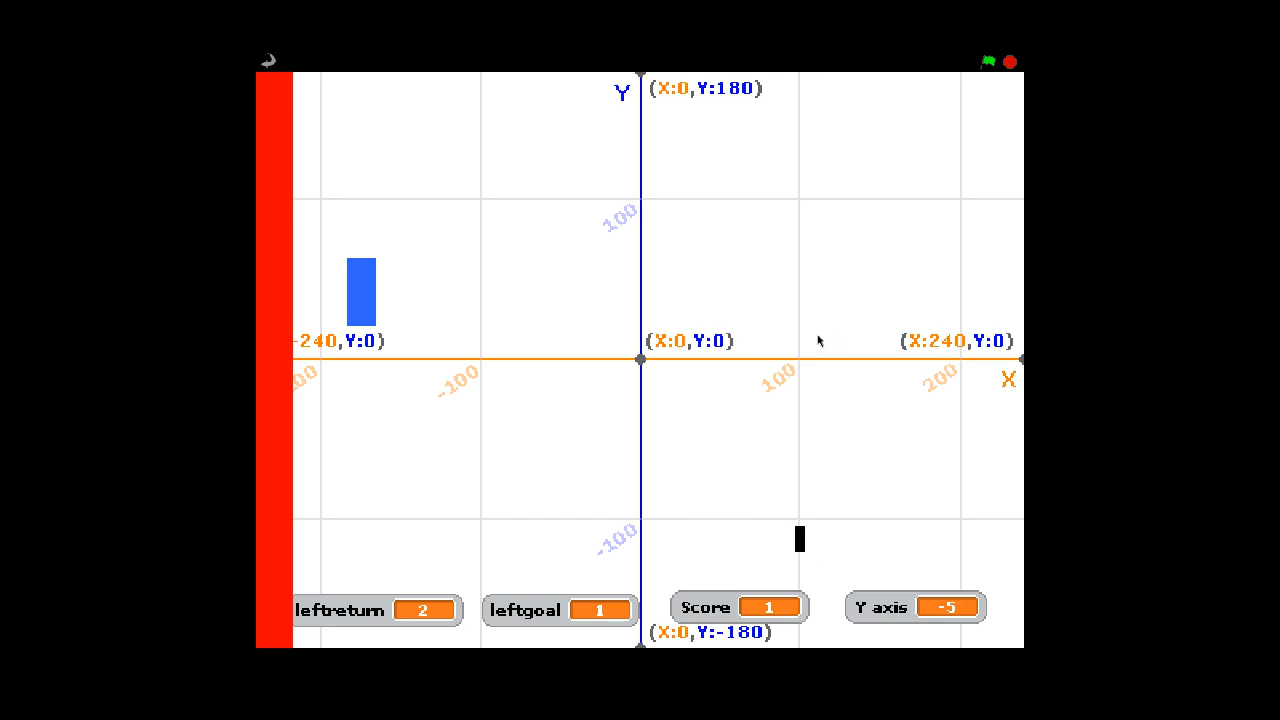 Y
(X:0,Y:180)
100
-240,Y:0)
(X:0,Y:0)
(X:240,Y:0)
-100
100
200
X
-100
leftreturn 2
leftgoal 1
Score 1
Y axis -5
(X:0,Y:-180)